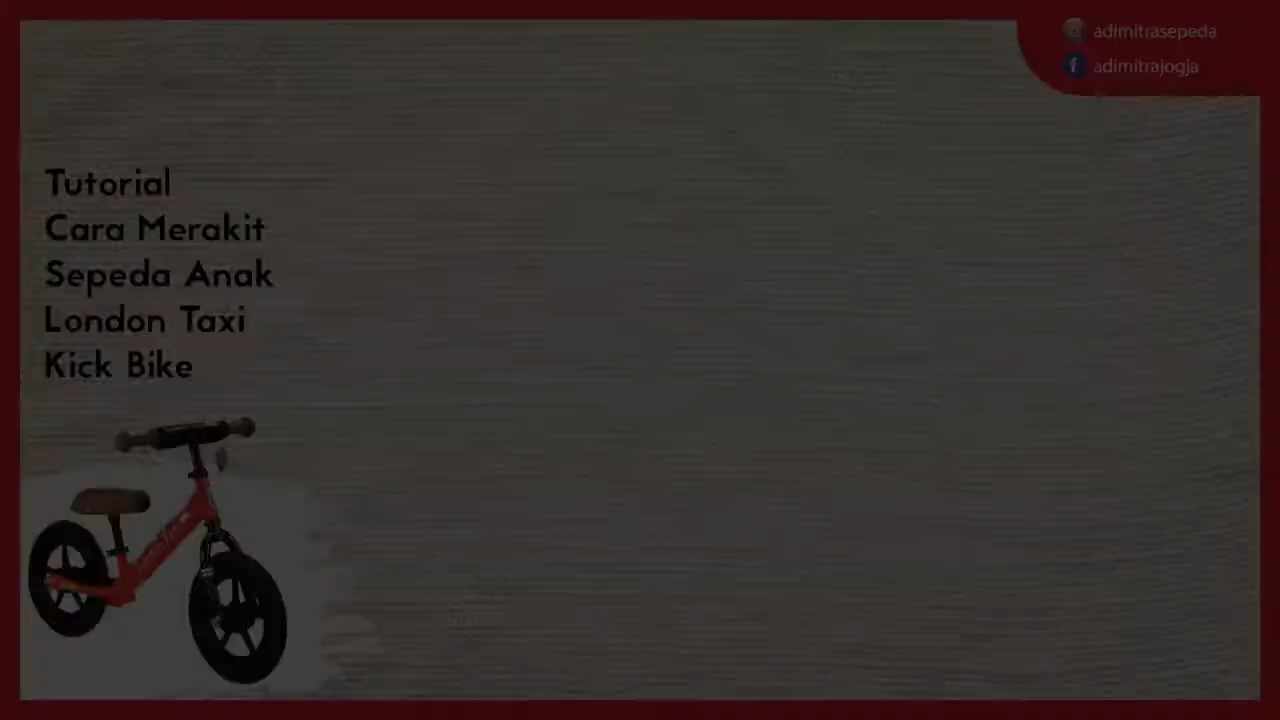 adimitrasepeda
adimitrajogja
Tutorial
Cara Merakit
Sepeda Anak
London Taxi
Kick Bike